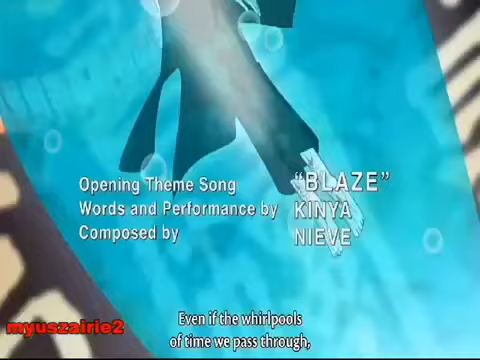 Opening Theme Song “BLAZE”
Words and Performance by KINYA
Composed by NIEVE
myuszairie2
Even if the whirlpools
of time we pass through,